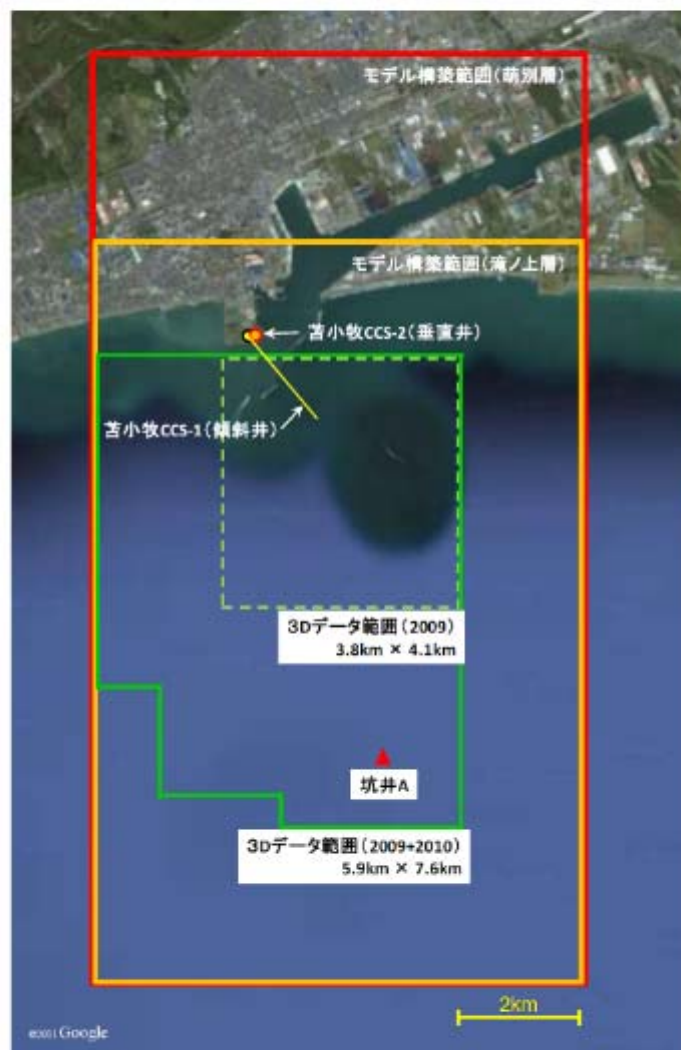 モデル構築範囲(萌別層)
モデル構築範囲(滝ノ上層)
苫小牧CCS-2(垂直井)
苫小牧CCS-1(傾斜井)
3Dデータ範囲(2009)
3.8km × 4.1km
坑井A
3Dデータ範囲(2009+2010)
5.9km × 7.6km
2km
©2011 Google